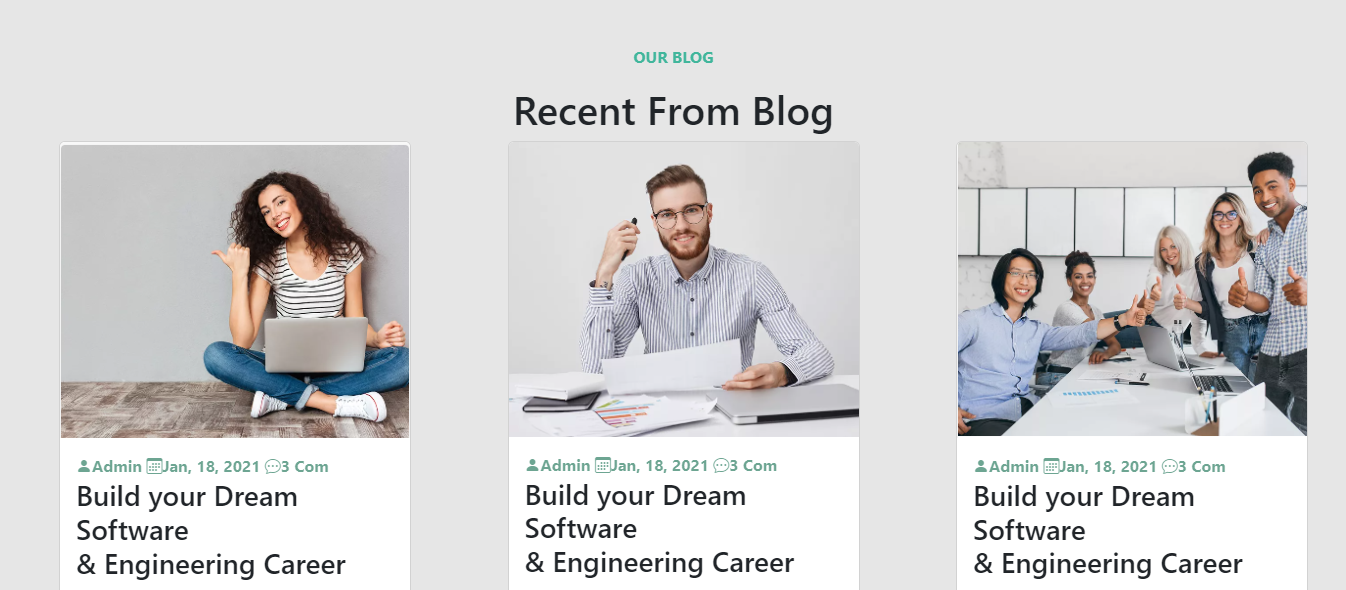 OUR BLOG
Recent From Blog
Admin Jan, 18, 2021 3 Com
Build your Dream
Software
& Engineering Career
Admin Jan, 18, 2021 3 Com
Build your Dream
Software
& Engineering Career
Admin Jan, 18, 2021 3 Com
Build your Dream
Software
& Engineering Career